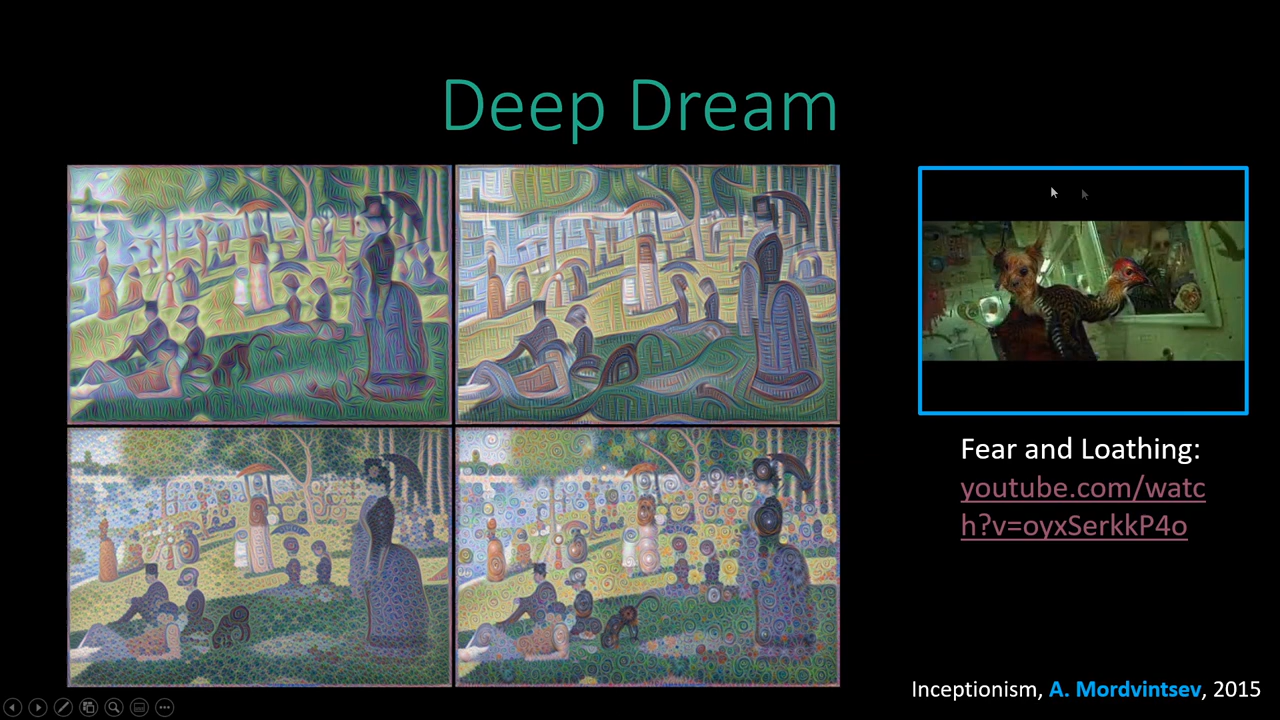 Deep Dream
Fear and Loathing:
youtube.com/watc
h?v=oyxSerkkP4o
Inceptionism, A. Mordvintsev, 2015